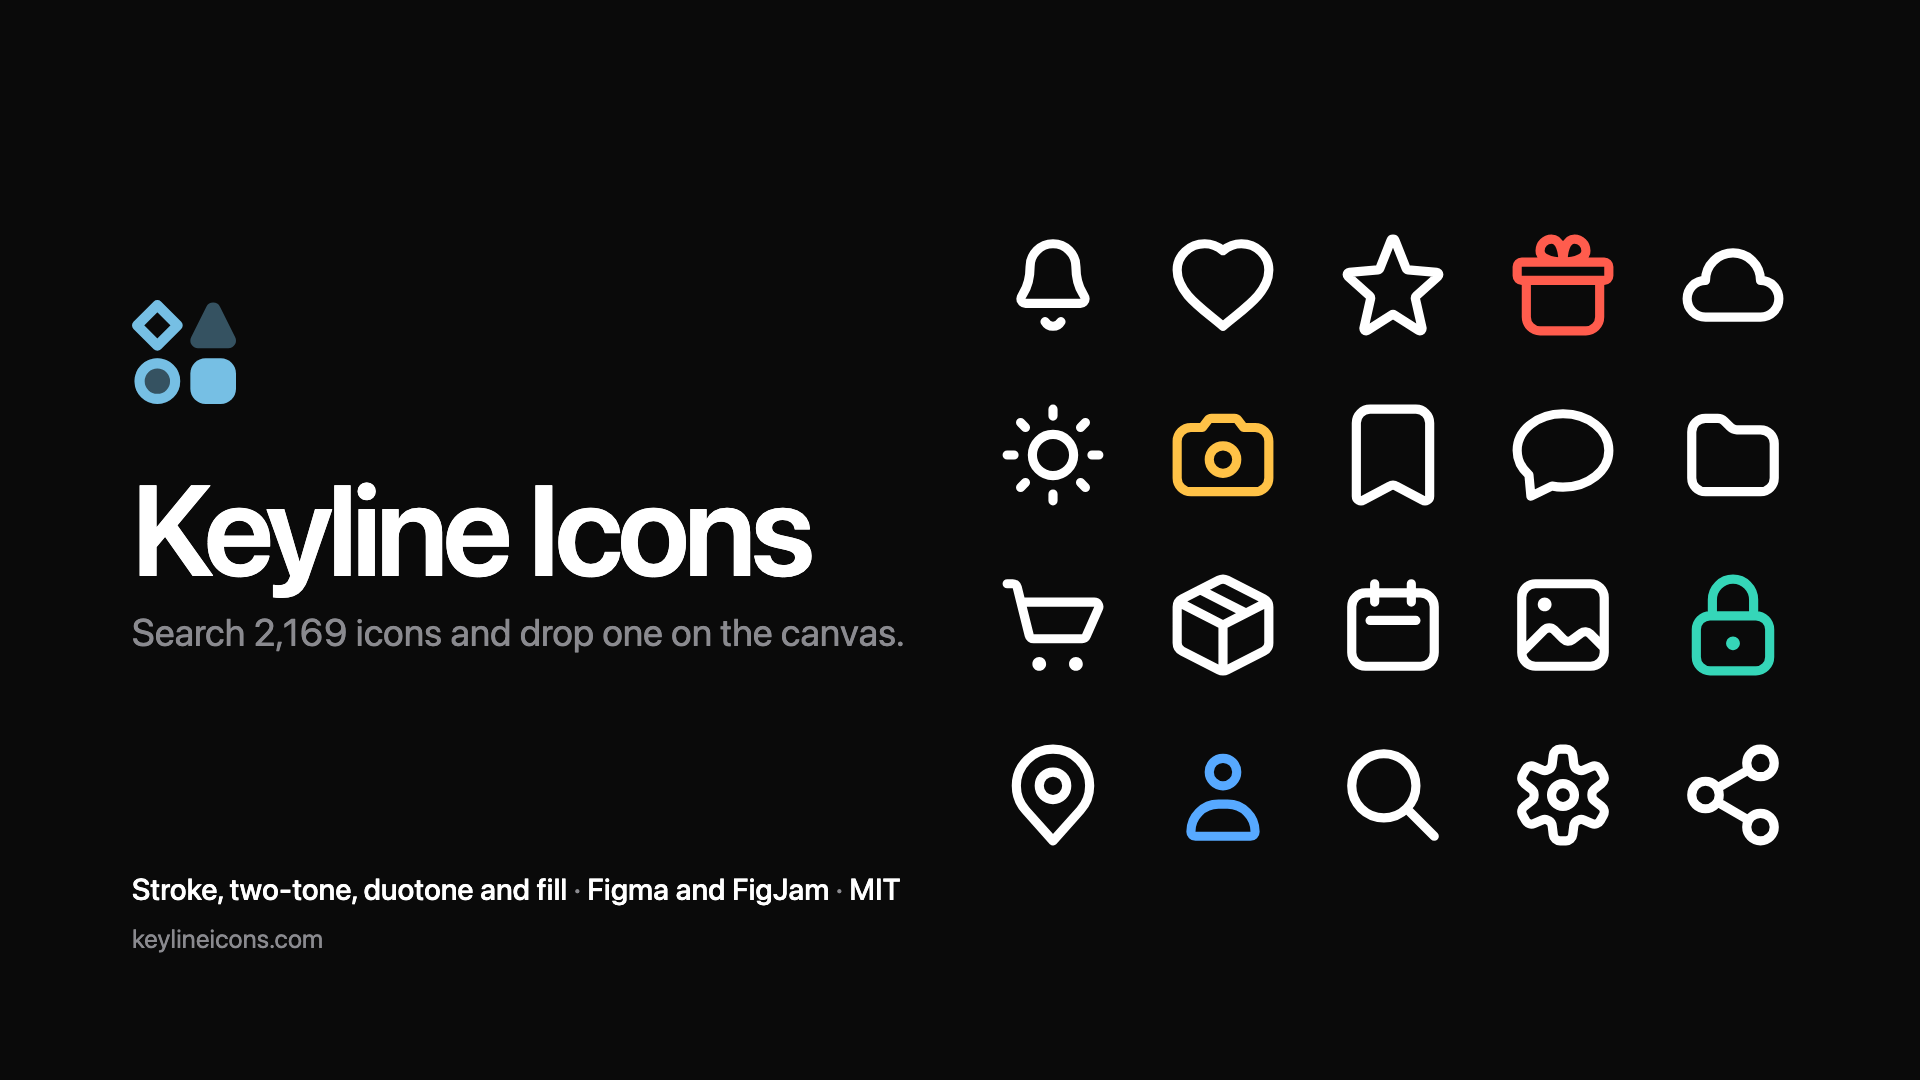 Keyline Icons
Search 2,169 icons and drop one on the canvas.
Stroke, two-tone, duotone and fill · Figma and FigJam · MIT
keylineicons.com